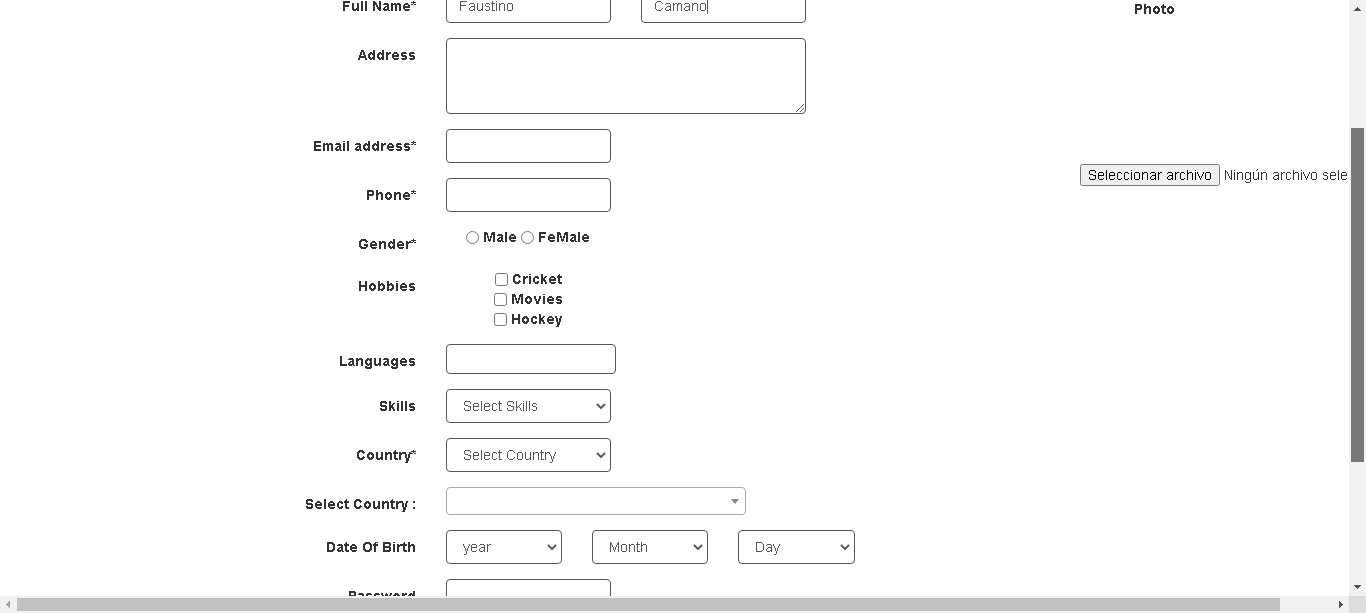 Full Name* Faustino Camano Photo
Address
Email address*
Seleccionar archivo Ningún archivo sele
Phone*
Gender* Male FeMale
Hobbies Cricket
Movies
Hockey
Languages
Skills Select Skills
Country* Select Country
Select Country :
Date Of Birth year Month Day
Password